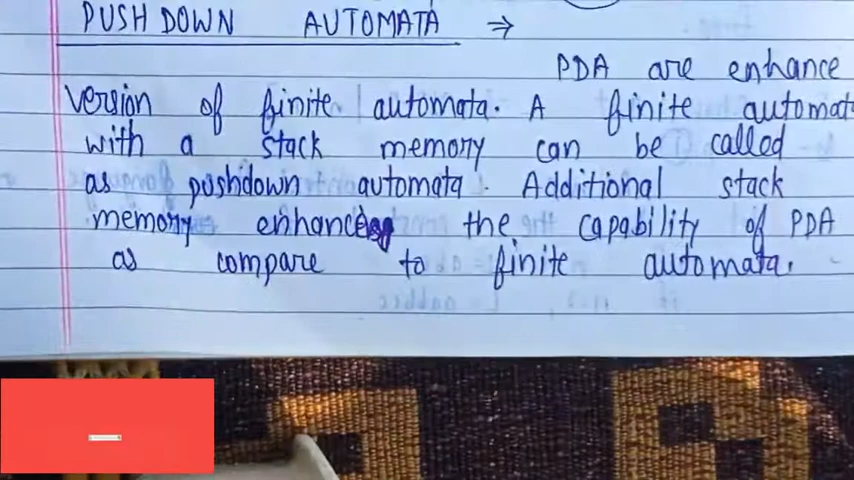 PUSH DOWN AUTOMATA →
PDA are enhance
version of finite automata. A finite automat
with a stack memory can be called
as pushdown automata. Additional stack
memory enhances the capability of PDA
as compare to finite automata.